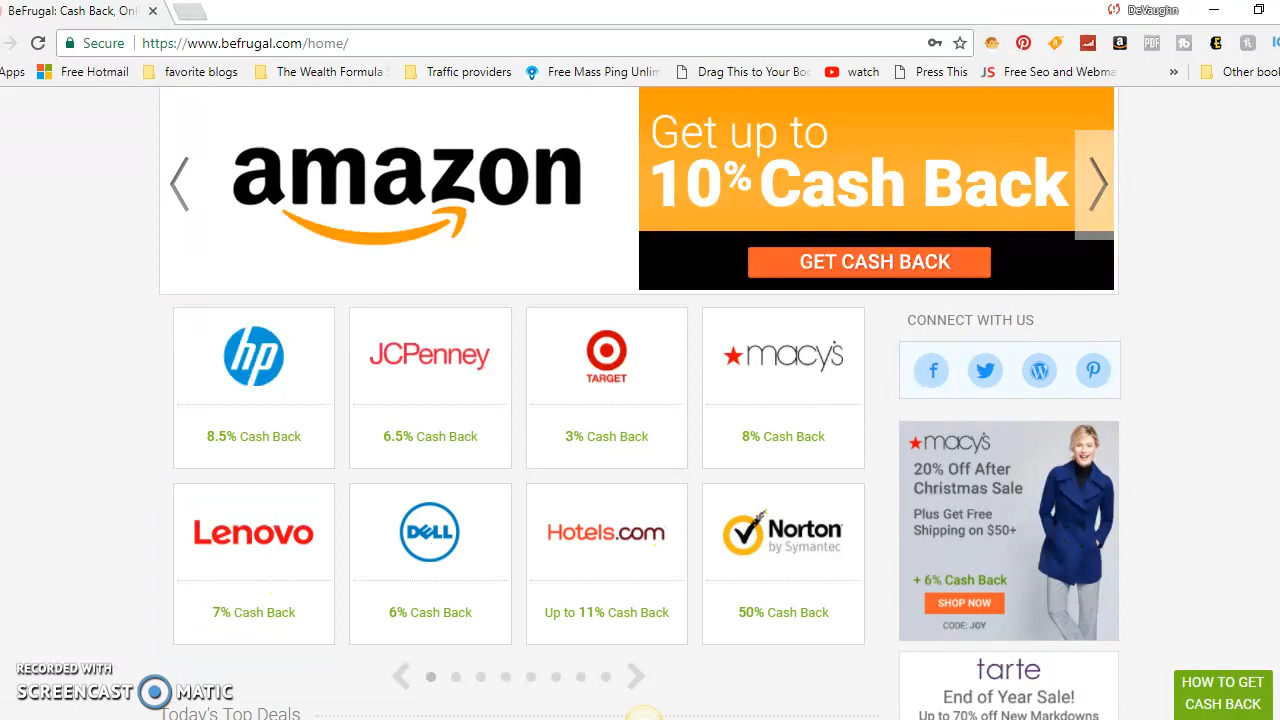 BeFrugal: Cash Back, Onl
DeVaughn
Secure
https://www.befrugal.com/home/
PDF
Apps
Free Hotmail
favorite blogs
The Wealth Formula
Traffic providers
Free Mass Ping Unlim
Drag This to Your Bo
watch
Press This
JS
Free Seo and Webma
»
Other boo
amazon
Get up to
10% Cash Back
GET CASH BACK
hp
8.5% Cash Back
JCPenney
6.5% Cash Back
TARGET
3% Cash Back
macy's
8% Cash Back
Lenovo
7% Cash Back
DELL
6% Cash Back
Hotels.com
Up to 11% Cash Back
Norton
by Symantec
50% Cash Back
CONNECT WITH US
macy's
20% Off After
Christmas Sale
Plus Get Free
Shipping on $50+
+ 6% Cash Back
SHOP NOW
CODE: JOY
tarte
End of Year Sale!
Up to 70% off New Markdowns
HOW TO GET
CASH BACK
RECORDED WITH
SCREENCAST MATIC
Today's Top Deals